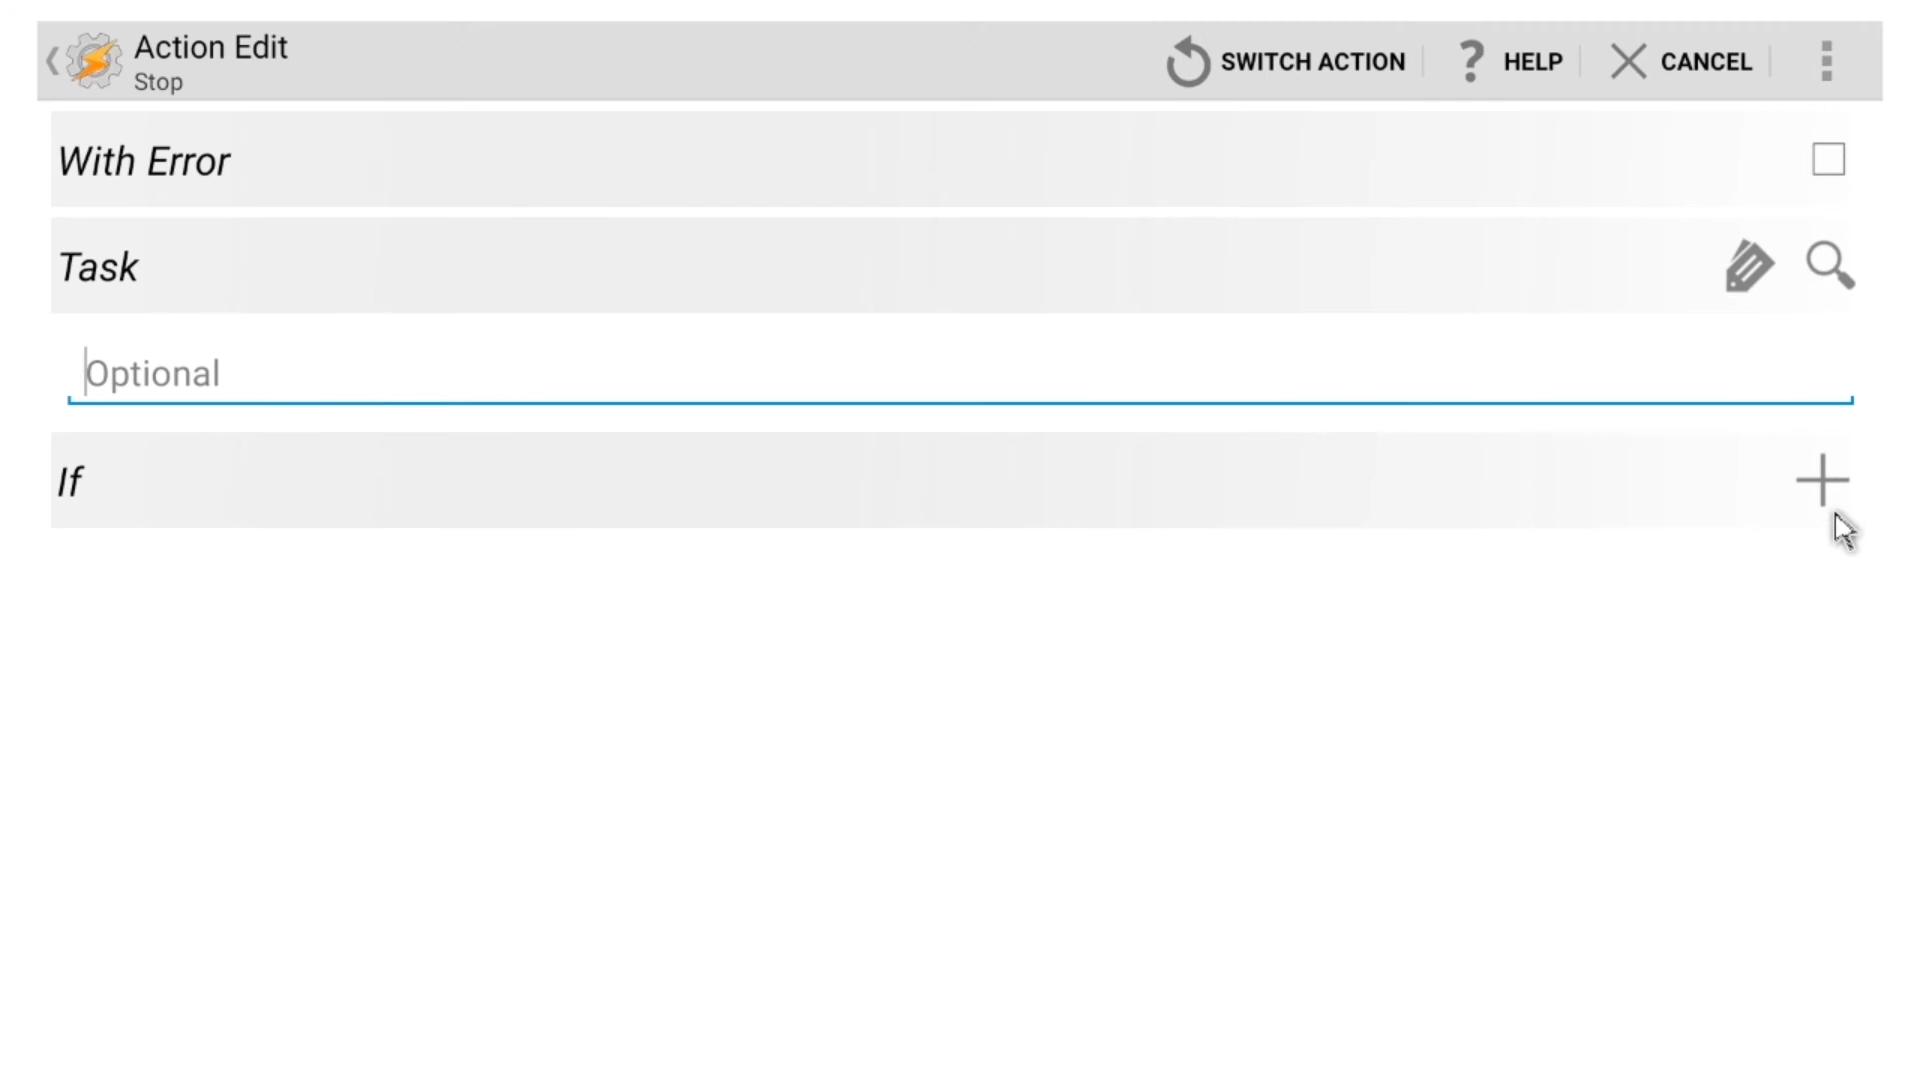 Action Edit
Stop
SWITCH ACTION
HELP
CANCEL
With Error
Task
Optional
If